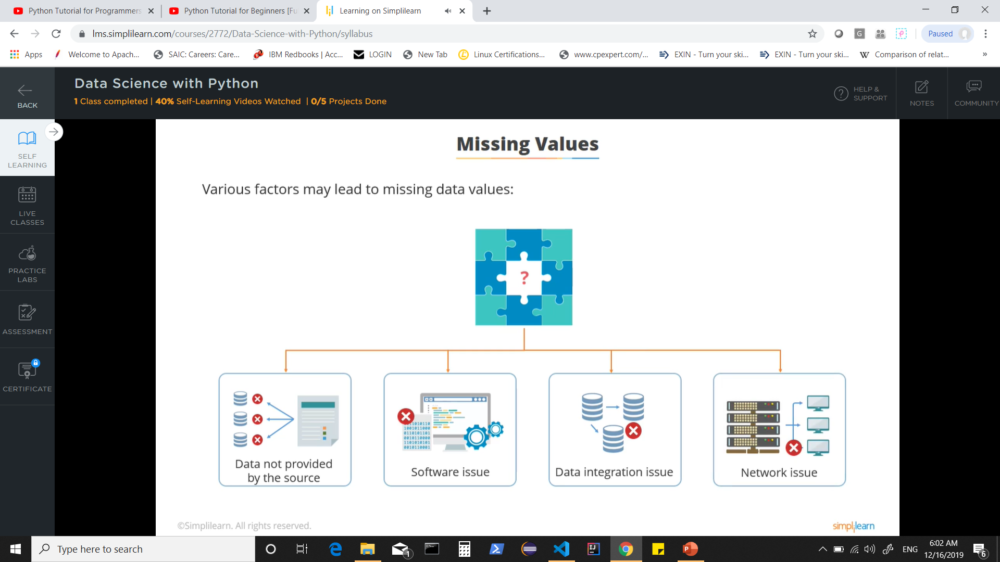 Python Tutorial for Programmers
Python Tutorial for Beginners [Fu
Learning on Simplilearn
lms.simplilearn.com/courses/2772/Data-Science-with-Python/syllabus
Paused
Apps
Welcome to Apach...
SAIC: Careers: Care...
IBM Redbooks | Acc...
LOGIN
New Tab
Linux Certifications...
www.cpexpert.com/...
EXIN - Turn your ski...
EXIN - Turn your ski...
Comparison of relat...
BACK
Data Science with Python
1 Class completed | 40% Self-Learning Videos Watched | 0/5 Projects Done
HELP &
SUPPORT
NOTES
COMMUNITY
SELF
LEARNING
LIVE
CLASSES
PRACTICE
LABS
ASSESSMENT
CERTIFICATE
Missing Values
Various factors may lead to missing data values:
?
Data not provided
by the source
Software issue
Data integration issue
Network issue
©Simplilearn. All rights reserved.
simplilearn
Type here to search
1
ENG
6:02 AM
12/16/2019
6